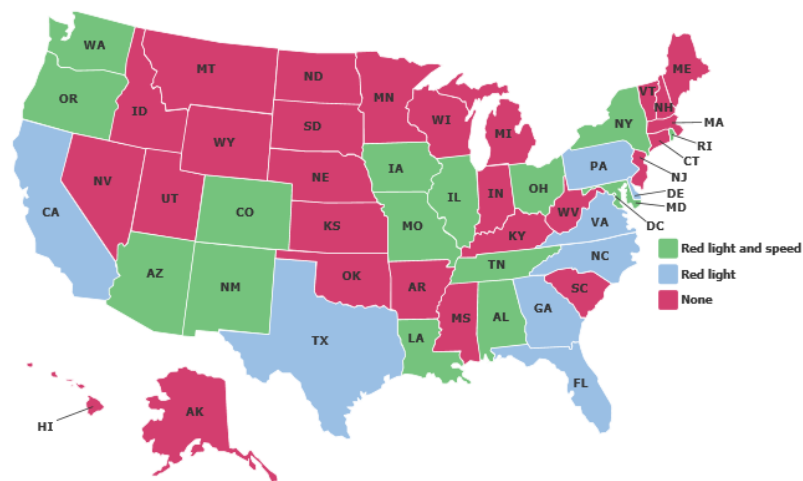 WA
MT
ND
ME
VT
OR
MN
NH
ID
SD
WI
NY
MA
MI
RI
WY
CT
IA
PA
NJ
NE
OH
NV
IL
IN
DE
UT
MD
CA
CO
WV
VA
DC
KS
MO
KY
Red light and speed
NC
TN
AZ
OK
Red light
NM
AR
SC
None
GA
MS
AL
LA
TX
FL
AK
HI